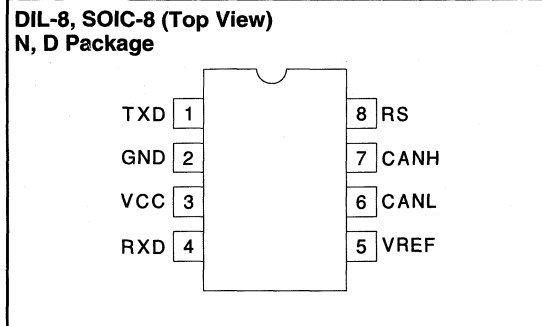 DIL-8, SOIC-8 (Top View)
N, D Package
TXD 1 8 RS
GND 2 7 CANH
VCC 3 6 CANL
RXD 4 5 VREF